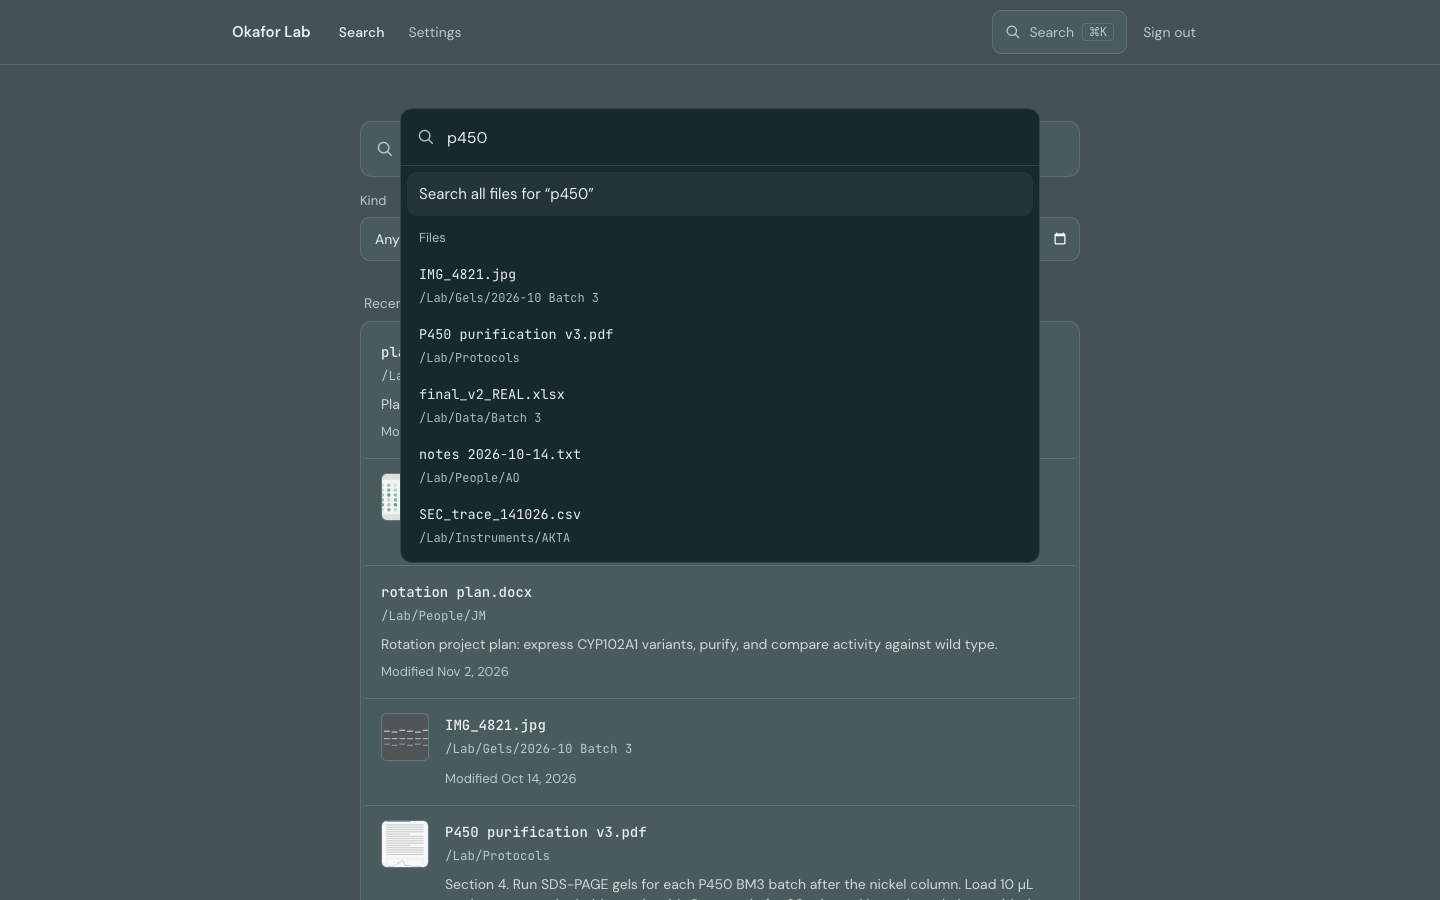 Okafor Lab Search Settings Search ⌘K Sign out
p450
Search all files for “p450”
Kind
Files
Any
IMG_4821.jpg
/Lab/Gels/2026-10 Batch 3
P450 purification v3.pdf
/Lab/Protocols
final_v2_REAL.xlsx
/Lab/Data/Batch 3
notes 2026-10-14.txt
/Lab/People/AO
SEC_trace_141026.csv
/Lab/Instruments/AKTA
rotation plan.docx
/Lab/People/JM
Rotation project plan: express CYP102A1 variants, purify, and compare activity against wild type.
Modified Nov 2, 2026
IMG_4821.jpg
/Lab/Gels/2026-10 Batch 3
Modified Oct 14, 2026
P450 purification v3.pdf
/Lab/Protocols
Section 4. Run SDS-PAGE gels for each P450 BM3 batch after the nickel column. Load 10 µL